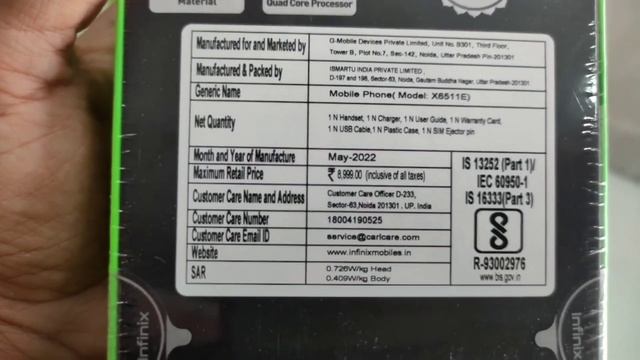 Material
Quad Core Processor
Manufactured for and Marketed by
G-Mobile Devices Private Limited, Unit No. B301, Third Floor,
Tower B, Plot No.7, Sec-142, Noida, Uttar Pradesh Pin-201301
Manufactured & Packed by
ISMARTU INDIA PRIVATE LIMITED,
D-197 and 198, Sector-63, Noida, Gautam Buddha Nagar, Uttar Pradesh-201301
Generic Name
Mobile Phone( Model: X6511E)
Net Quantity
1 N Handset, 1 N Charger, 1 N User Guide, 1 N Warranty Card,
1 N USB Cable,1 N Plastic Case, 1 N SIM Ejector pin
Month and Year of Manufacture
May-2022
Maximum Retail Price
₹ 8,999.00 (inclusive of all taxes)
Customer Care Name and Address
Customer Care Officer D-233,
Sector-63,Noida 201301 . UP. India
Customer Care Number
18004190525
Customer Care Email ID
service@carlcare.com
Website
www.infinixmobiles.in
SAR
0.726W/kg Head
0.409W/kg Body
IS 13252 (Part 1)/
IEC 60950-1
IS 16333(Part 3)
R-93002976
www.bis.gov.in
Infinix
Infinix